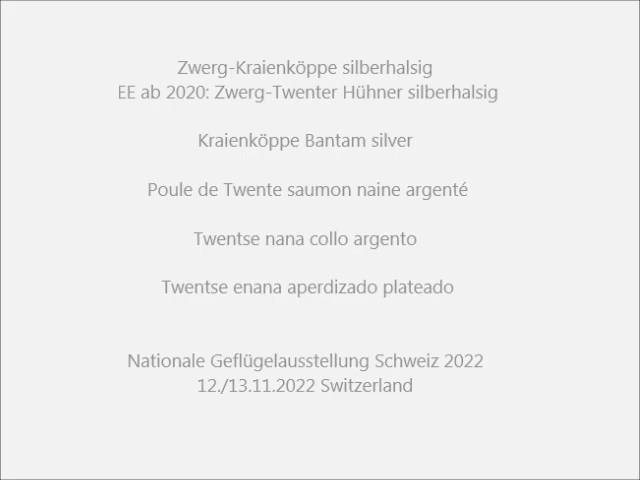 Zwerg-Kraienköppe silberhalsig
EE ab 2020: Zwerg-Twenter Hühner silberhalsig
Kraienköppe Bantam silver
Poule de Twente saumon naine argenté
Twentse nana collo argento
Twentse enana aperdizado plateado
Nationale Geflügelausstellung Schweiz 2022
12./13.11.2022 Switzerland